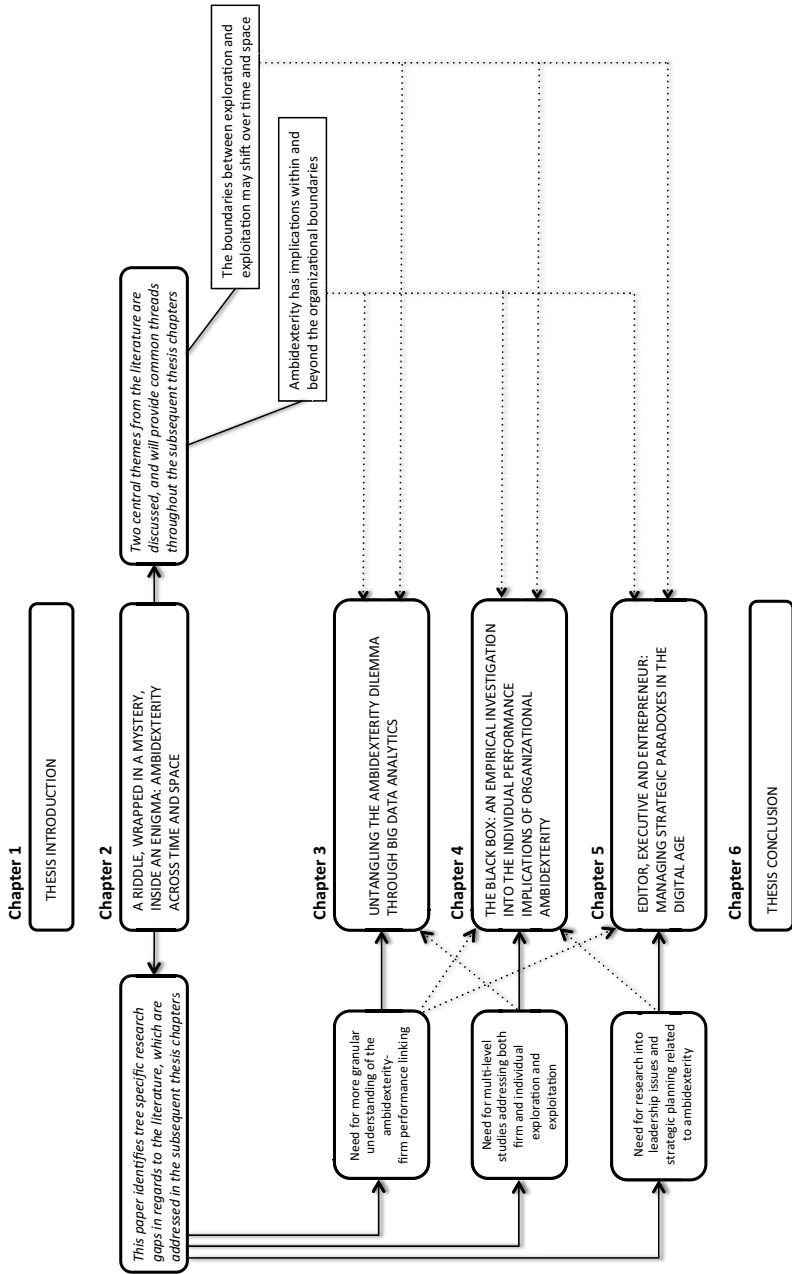 Chapter 1
THESIS INTRODUCTION
Chapter 2
This paper identifies tree specific research
gaps in regards to the literature, which are
addressed in the subsequent thesis chapters
A RIDDLE, WRAPPED IN A MYSTERY,
INSIDE AN ENIGMA: AMBIDEXTERITY
ACROSS TIME AND SPACE
Two central themes from the literature are
discussed, and will provide common threads
throughout the subsequent thesis chapters
The boundaries between exploration and
exploitation may shift over time and space
Ambidexterity has implications within and
beyond the organizational boundaries
Chapter 3
Need for more granular
understanding of the
ambidexterity-
firm performance linking
UNTANGLING THE AMBIDEXTERITY DILEMMA
THROUGH BIG DATA ANALYTICS
Chapter 4
Need for multi-level
studies addressing both
firm and individual
exploration and
exploitation
THE BLACK BOX: AN EMPIRICAL INVESTIGATION
INTO THE INDIVIDUAL PERFORMANCE
IMPLICATIONS OF ORGANIZATIONAL
AMBIDEXTERITY
Chapter 5
Need for research into
leadership issues and
strategic planning related
to ambidexterity
EDITOR, EXECUTIVE AND ENTREPRENEUR:
MANAGING STRATEGIC PARADOXES IN THE
DIGITAL AGE
Chapter 6
THESIS CONCLUSION